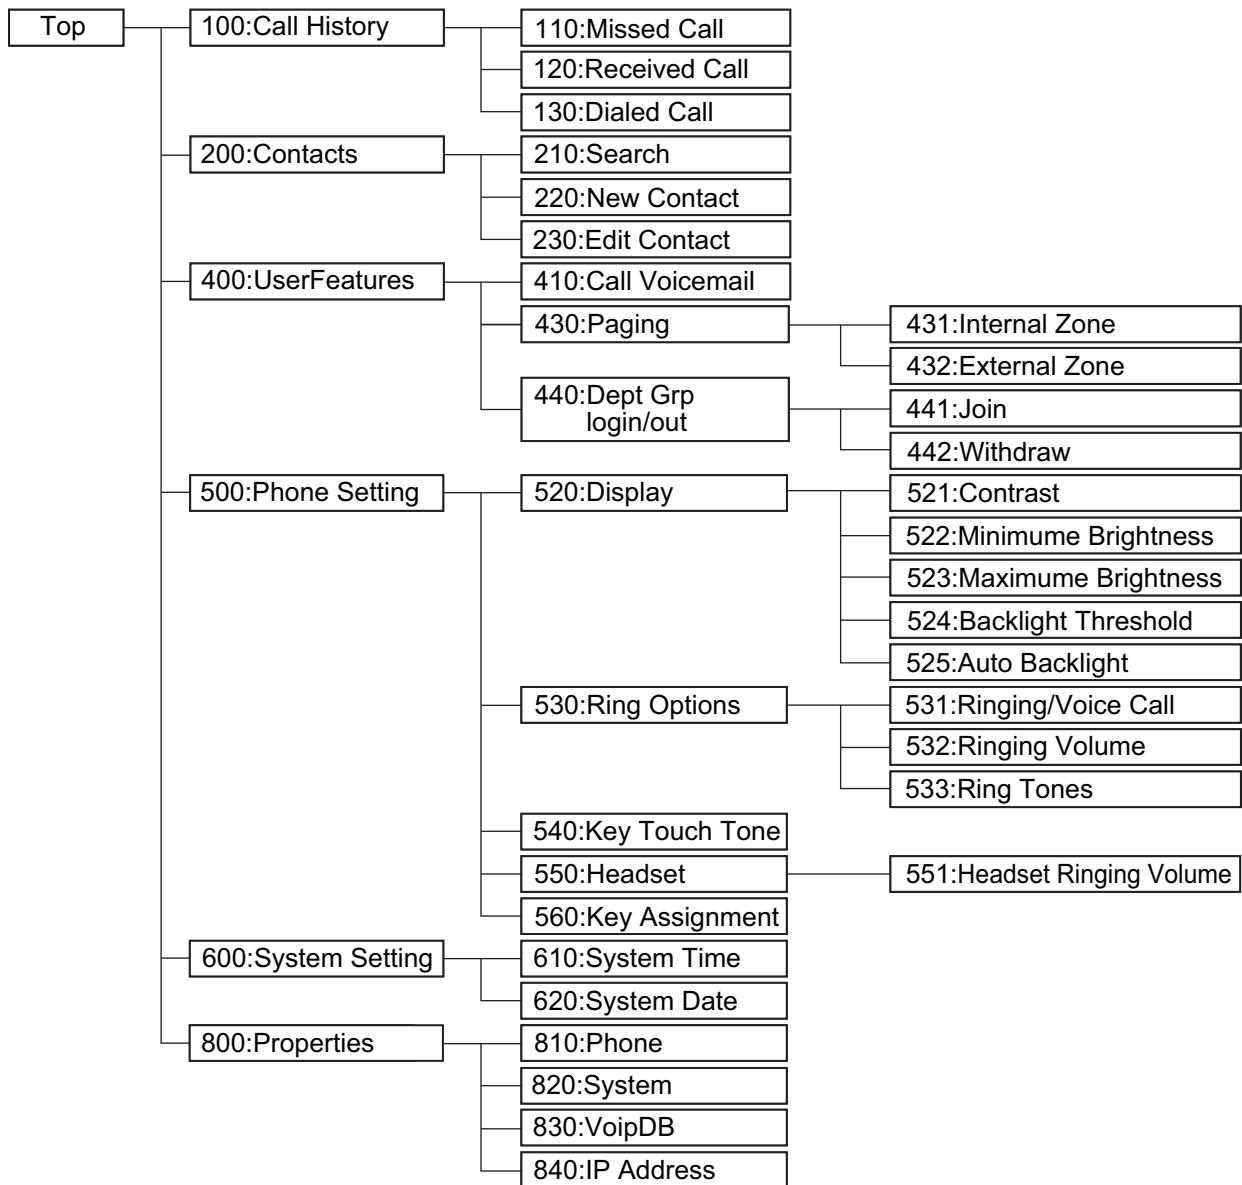 Top
100:Call History
110:Missed Call
120:Received Call
130:Dialed Call
200:Contacts
210:Search
220:New Contact
230:Edit Contact
400:UserFeatures
410:Call Voicemail
430:Paging
431:Internal Zone
432:External Zone
440:Dept Grp
login/out
441:Join
442:Withdraw
500:Phone Setting
520:Display
521:Contrast
522:Minimume Brightness
523:Maximume Brightness
524:Backlight Threshold
525:Auto Backlight
530:Ring Options
531:Ringing/Voice Call
532:Ringing Volume
533:Ring Tones
540:Key Touch Tone
550:Headset
551:Headset Ringing Volume
560:Key Assignment
600:System Setting
610:System Time
620:System Date
800:Properties
810:Phone
820:System
830:VoipDB
840:IP Address